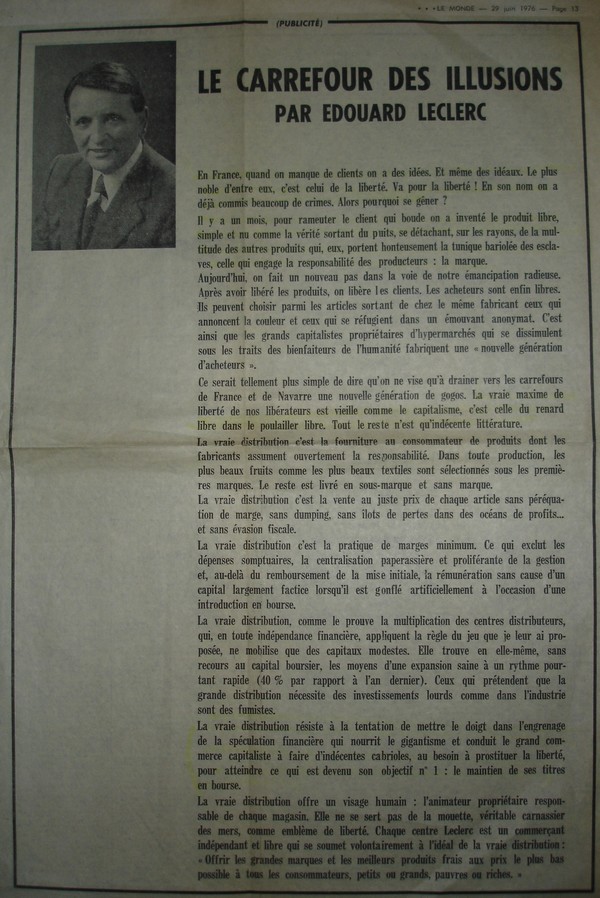 • • • LE MONDE — 29 juin 1976 — Page 13
(PUBLICITÉ)
LE CARREFOUR DES ILLUSIONS
PAR EDOUARD LECLERC
En France, quand on manque de clients on a des idées. Et même des idéaux. Le plus
noble d'entre eux, c'est celui de la liberté. Va pour la liberté ! En son nom on a
déjà commis beaucoup de crimes. Alors pourquoi se gêner ?
Il y a un mois, pour rameuter le client qui boude on a inventé le produit libre,
simple et nu comme la vérité sortant du puits, se détachant, sur les rayons, de la mul-
titude des autres produits qui, eux, portent honteusement la tunique bariolée des escla-
ves, celle qui engage la responsabilité des producteurs : la marque.
Aujourd'hui, on fait un nouveau pas dans la voie de notre émancipation radieuse.
Après avoir libéré les produits, on libère les clients. Les acheteurs sont enfin libres.
Ils peuvent choisir parmi les articles sortant de chez le même fabricant ceux qui
annoncent la couleur et ceux qui se réfugient dans un émouvant anonymat. C'est
ainsi que les grands capitalistes propriétaires d'hypermarchés qui se dissimulent
sous les traits des bienfaiteurs de l'humanité fabriquent une « nouvelle génération
d'acheteurs ».
Ce serait tellement plus simple de dire qu'on ne vise qu'à drainer vers les carrefours
de France et de Navarre une nouvelle génération de gogos. La vraie maxime de
liberté de nos libérateurs est vieille comme le capitalisme, c'est celle du renard
libre dans le poulailler libre. Tout le reste n'est qu'indécente littérature.
La vraie distribution c'est la fourniture au consommateur de produits dont les
fabricants assument ouvertement la responsabilité. Dans toute production, les
plus beaux fruits comme les plus beaux textiles sont sélectionnés sous les premiè-
res marques. Le reste est livré en sous-marque et sans marque.
La vraie distribution c'est la vente au juste prix de chaque article sans péréqua-
tion de marge, sans dumping, sans îlots de pertes dans des océans de profits...
et sans évasion fiscale.
La vraie distribution c'est la pratique de marges minimum. Ce qui exclut les
dépenses somptuaires, la centralisation paperassière et proliférante de la gestion
et, au-delà du remboursement de la mise initiale, la rémunération sans cause d'un
capital largement factice lorsqu'il est gonflé artificiellement à l'occasion d'une
introduction en bourse.
La vraie distribution, comme le prouve la multiplication des centres distributeurs,
qui, en toute indépendance financière, appliquent la règle du jeu que je leur ai pro-
posée, ne mobilise que des capitaux modestes. Elle trouve en elle-même, sans
recours au capital boursier, les moyens d'une expansion saine à un rythme pour-
tant rapide (40 % par rapport à l'an dernier). Ceux qui prétendent que la
grande distribution nécessite des investissements lourds comme dans l'industrie
sont des fumistes.
La vraie distribution résiste à la tentation de mettre le doigt dans l'engrenage
de la spéculation financière qui nourrit le gigantisme et conduit le grand com-
merce capitaliste à faire d'indécentes cabrioles, au besoin à prostituer la liberté,
pour atteindre ce qui est devenu son objectif n° 1 : le maintien de ses titres
en bourse.
La vraie distribution offre un visage humain : l'animateur propriétaire respon-
sable de chaque magasin. Elle ne se sert pas de la mouette, véritable carnassier
des mers, comme emblème de liberté. Chaque centre Leclerc est un commerçant
indépendant et libre qui se soumet volontairement à l'idéal de la vraie distribution :
« Offrir les grandes marques et les meilleurs produits frais aux prix le plus bas
possible à tous les consommateurs, petits ou grands, pauvres ou riches. »